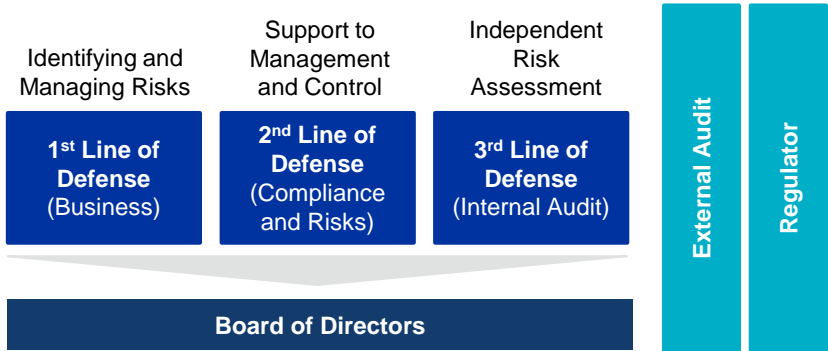 Identifying and
Managing Risks
1st Line of
Defense
(Business)
Support to
Management
and Control
2nd Line of
Defense
(Compliance
and Risks)
Independent
Risk
Assessment
3rd Line of
Defense
(Internal Audit)
Board of Directors
External Audit
Regulator